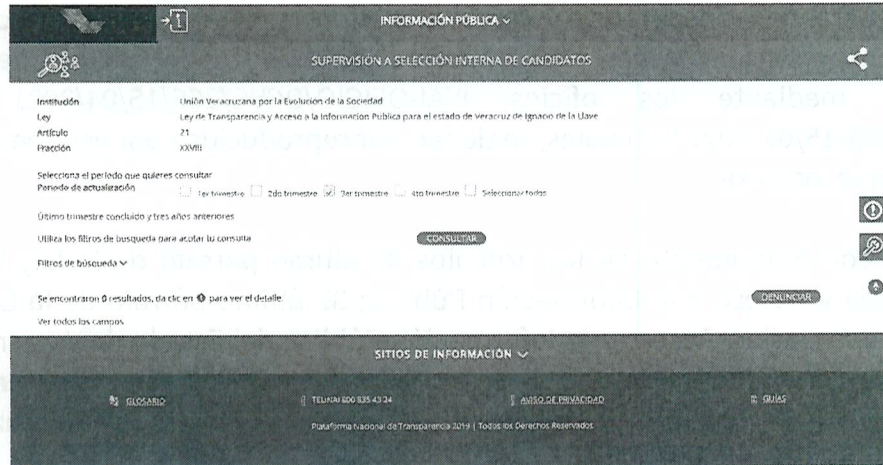 INFORMACIÓN PÚBLICA
SUPERVISIÓN A SELECCIÓN INTERNA DE CANDIDATOS
Institución Unión Veracruzana por la Evolución de la Sociedad
Ley Ley de Transparencia y Acceso a la Información Pública para el estado de Veracruz de Ignacio de la Llave
Artículo 21
Fracción XXVIII
Selecciona el periodo que quieres consultar
Periodo de actualización 1er trimestre 2do trimestre 3er trimestre 4to trimestre Seleccionar todos
Último trimestre concluido y tres años anteriores
Utiliza los filtros de búsqueda para acotar tu consulta CONSULTAR
Filtros de búsqueda
Se encontraron 0 resultados, da clic en para ver el detalle. DENUNCIAR
Ver todos los campos
SITIOS DE INFORMACIÓN
GLOSARIO TELINAI 800 835 43 24 AVISO DE PRIVACIDAD GUÍAS
Plataforma Nacional de Transparencia 2019 | Todos los Derechos Reservados